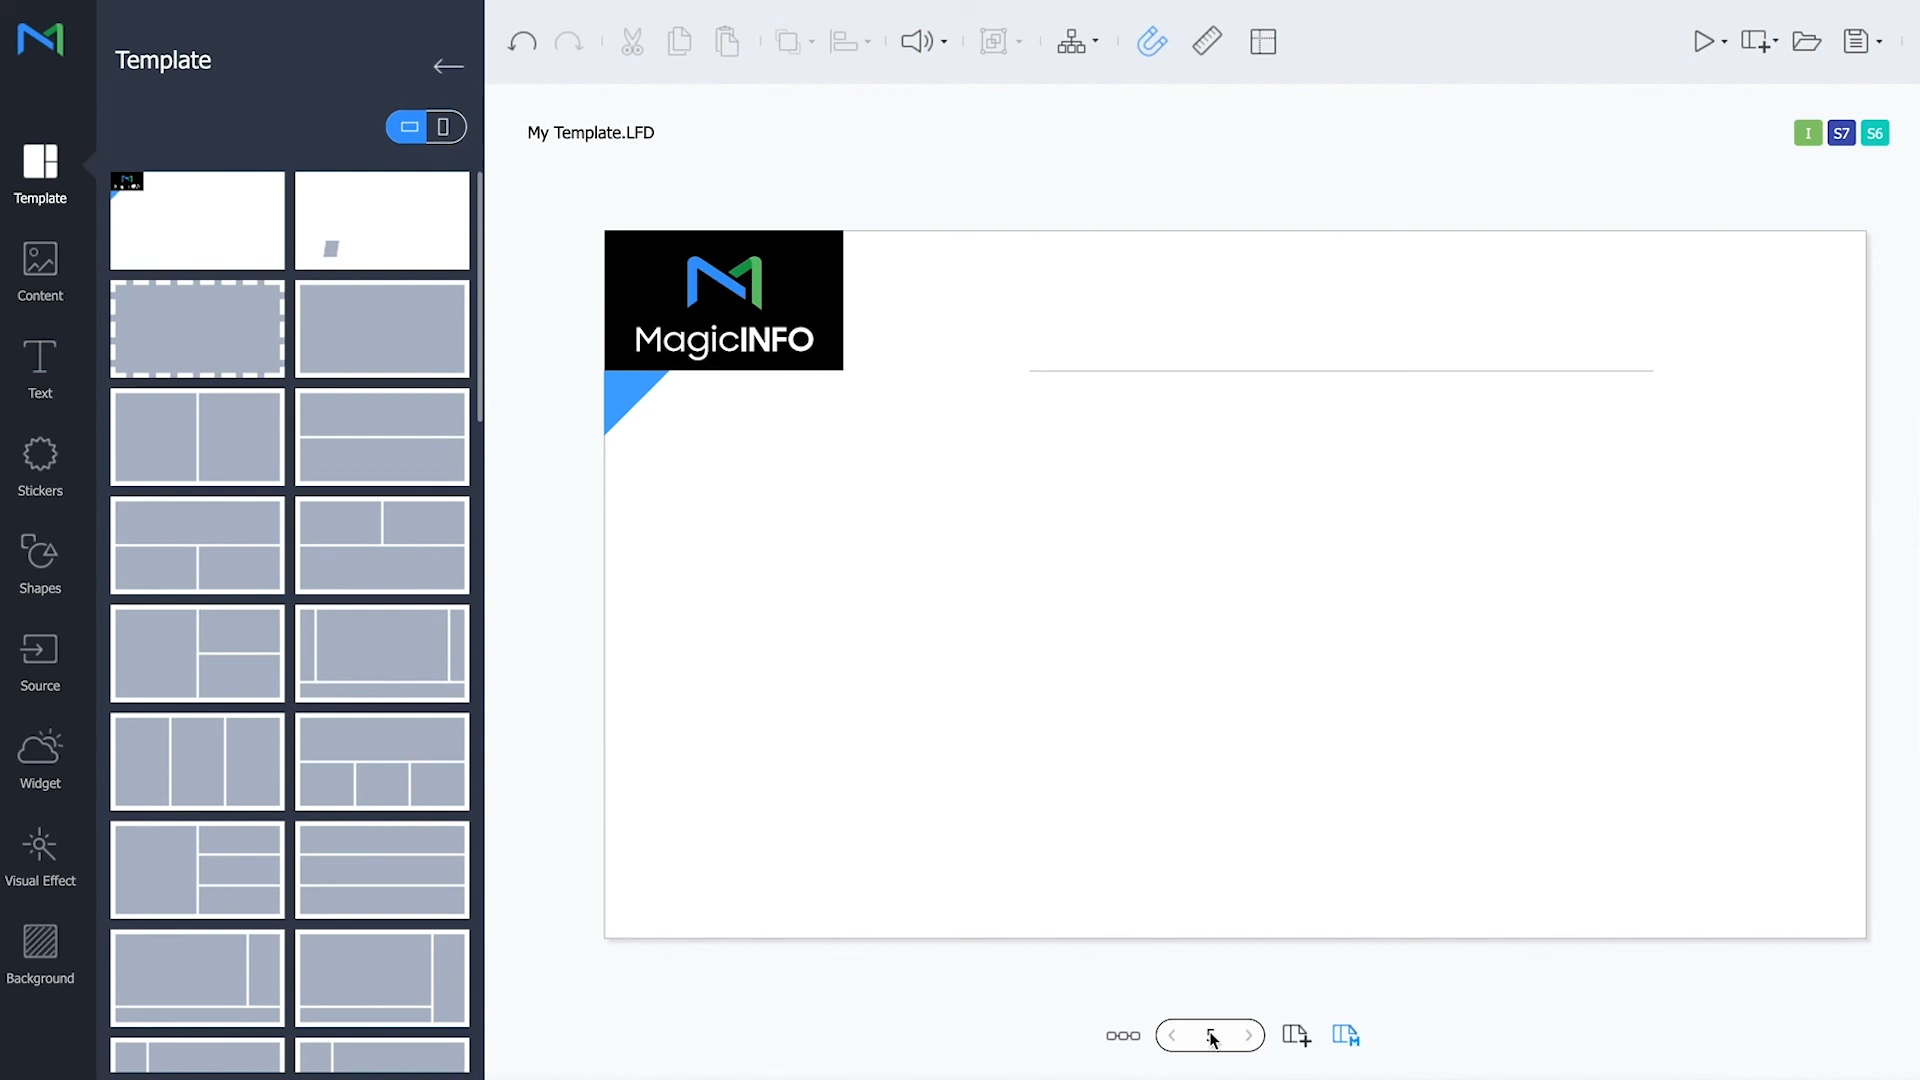 Template
Template
Content
Text
Stickers
Shapes
Source
Widget
Visual Effect
Background
My Template.LFD
I S7 S6
MagicINFO